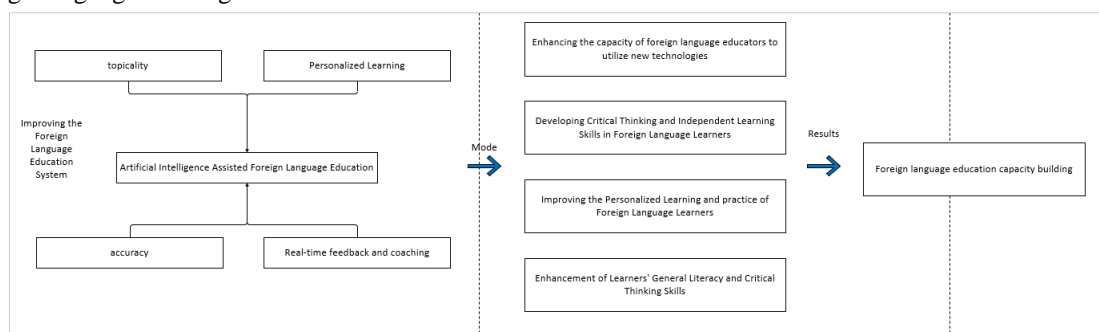 topicality
Personalized Learning
Improving the
Foreign
Language
Education
System
Artificial Intelligence Assisted Foreign Language Education
accuracy
Real-time feedback and coaching
Mode
Enhancing the capacity of foreign language educators to
utilize new technologies
Developing Critical Thinking and Independent Learning
Skills in Foreign Language Learners
Improving the Personalized Learning and practice of
Foreign Language Learners
Enhancement of Learners' General Literacy and Critical
Thinking Skills
Results
Foreign language education capacity building